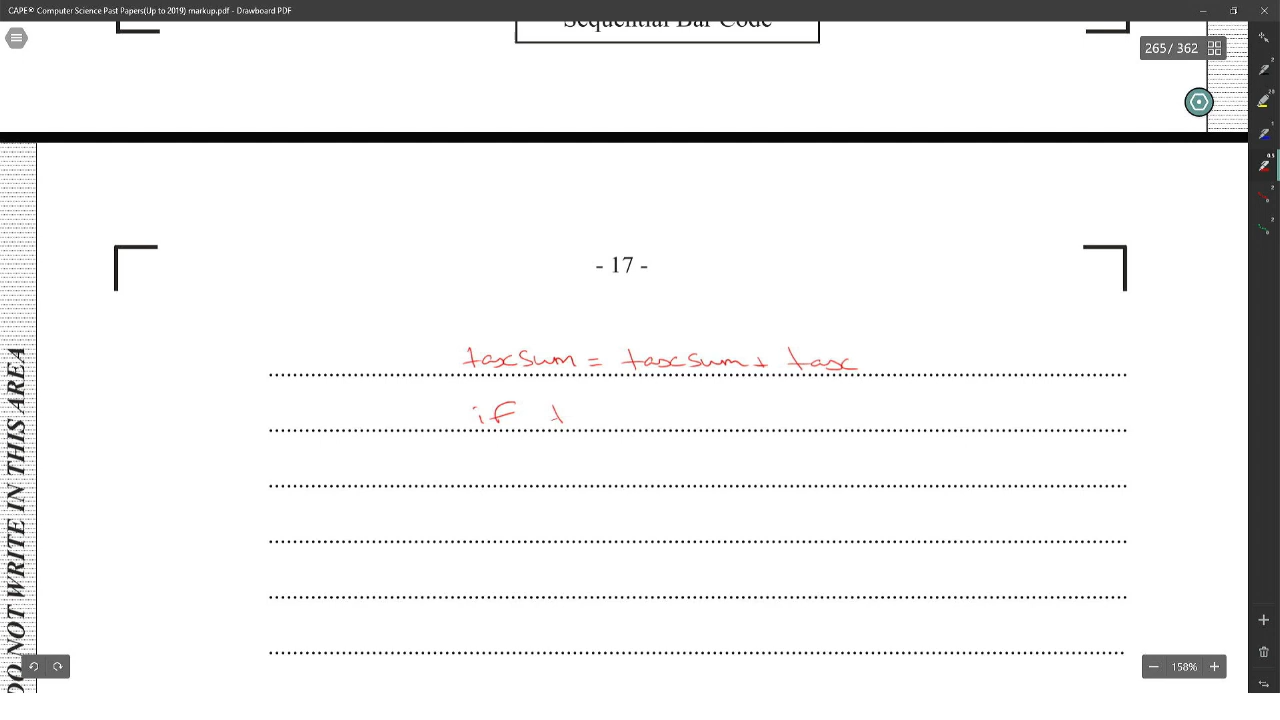 CAPE® Computer Science Past Papers(Up to 2019) markup.pdf - Drawboard PDF
Sequential Bar Code
265 / 362
- 17 -
taxSum = taxsum + tax
if t
DO NOT WRITE IN THIS AREA
158%